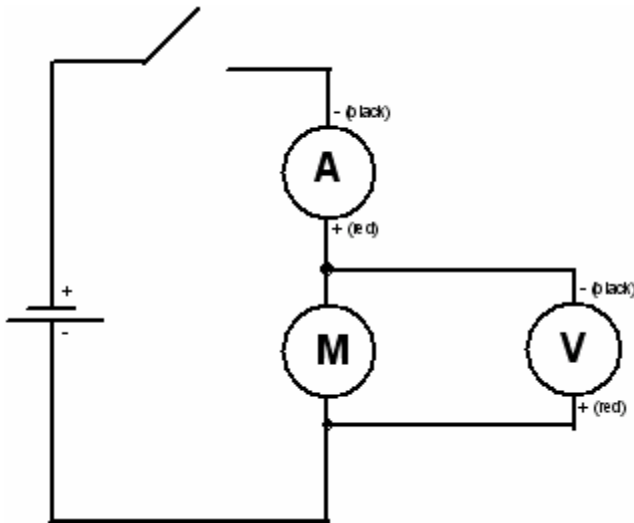 - (black)
A
+ (red)
+
-
- (black)
M
V
+ (red)